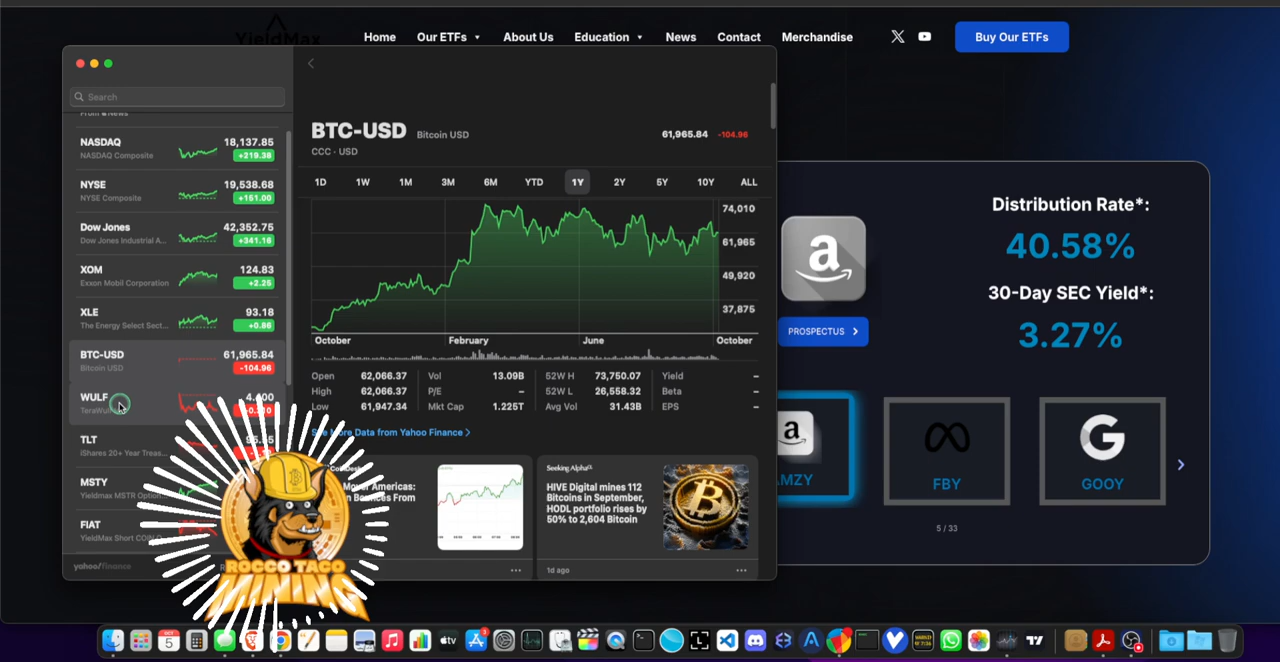 YieldMax
Home
Our ETFs
About Us
Education
News
Contact
Merchandise
Buy Our ETFs
Search
NASDAQ 18,137.85
NASDAQ Composite +219.38
NYSE 19,538.68
NYSE Composite +151.00
Dow Jones 42,352.75
Dow Jones Industrial A... +341.16
XOM 124.83
Exxon Mobil Corporation +2.25
XLE 93.18
The Energy Select Sect... +0.86
BTC-USD 61,965.84
Bitcoin USD -104.96
WULF
TLT
iShares 20+ Year Treas...
MSTY
Yieldmax MSTR Option
FIAT
YieldMax Short COIN O
yahoo/finance
BTC-USD Bitcoin USD 61,965.84 -104.96
CCC - USD
1D 1W 1M 3M 6M YTD 1Y 2Y 5Y 10Y ALL
74,010
61,965
49,920
37,875
October February June October
Open 62,066.37 Vol 13.09B 52W H 73,750.07 Yield –
High 62,066.37 P/E – 52W L 26,558.32 Beta –
Low 61,947.34 Mkt Cap 1.225T Avg Vol 31.43B EPS –
More Data from Yahoo Finance >
Americas:
Bounces From
Seeking Alpha
HIVE Digital mines 112
Bitcoins in September,
HODL portfolio rises by
50% to 2,604 Bitcoin
1d ago
ROCCO TACO
MINING
Distribution Rate*:
40.58%
30-Day SEC Yield*:
3.27%
PROSPECTUS >
MZY
FBY
GOOY
5 / 33
OCT
5
tv